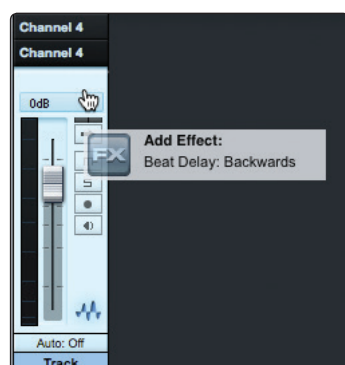 Channel 4
Channel 4
0dB
FX
Add Effect:
Beat Delay: Backwards
Auto: Off
Track